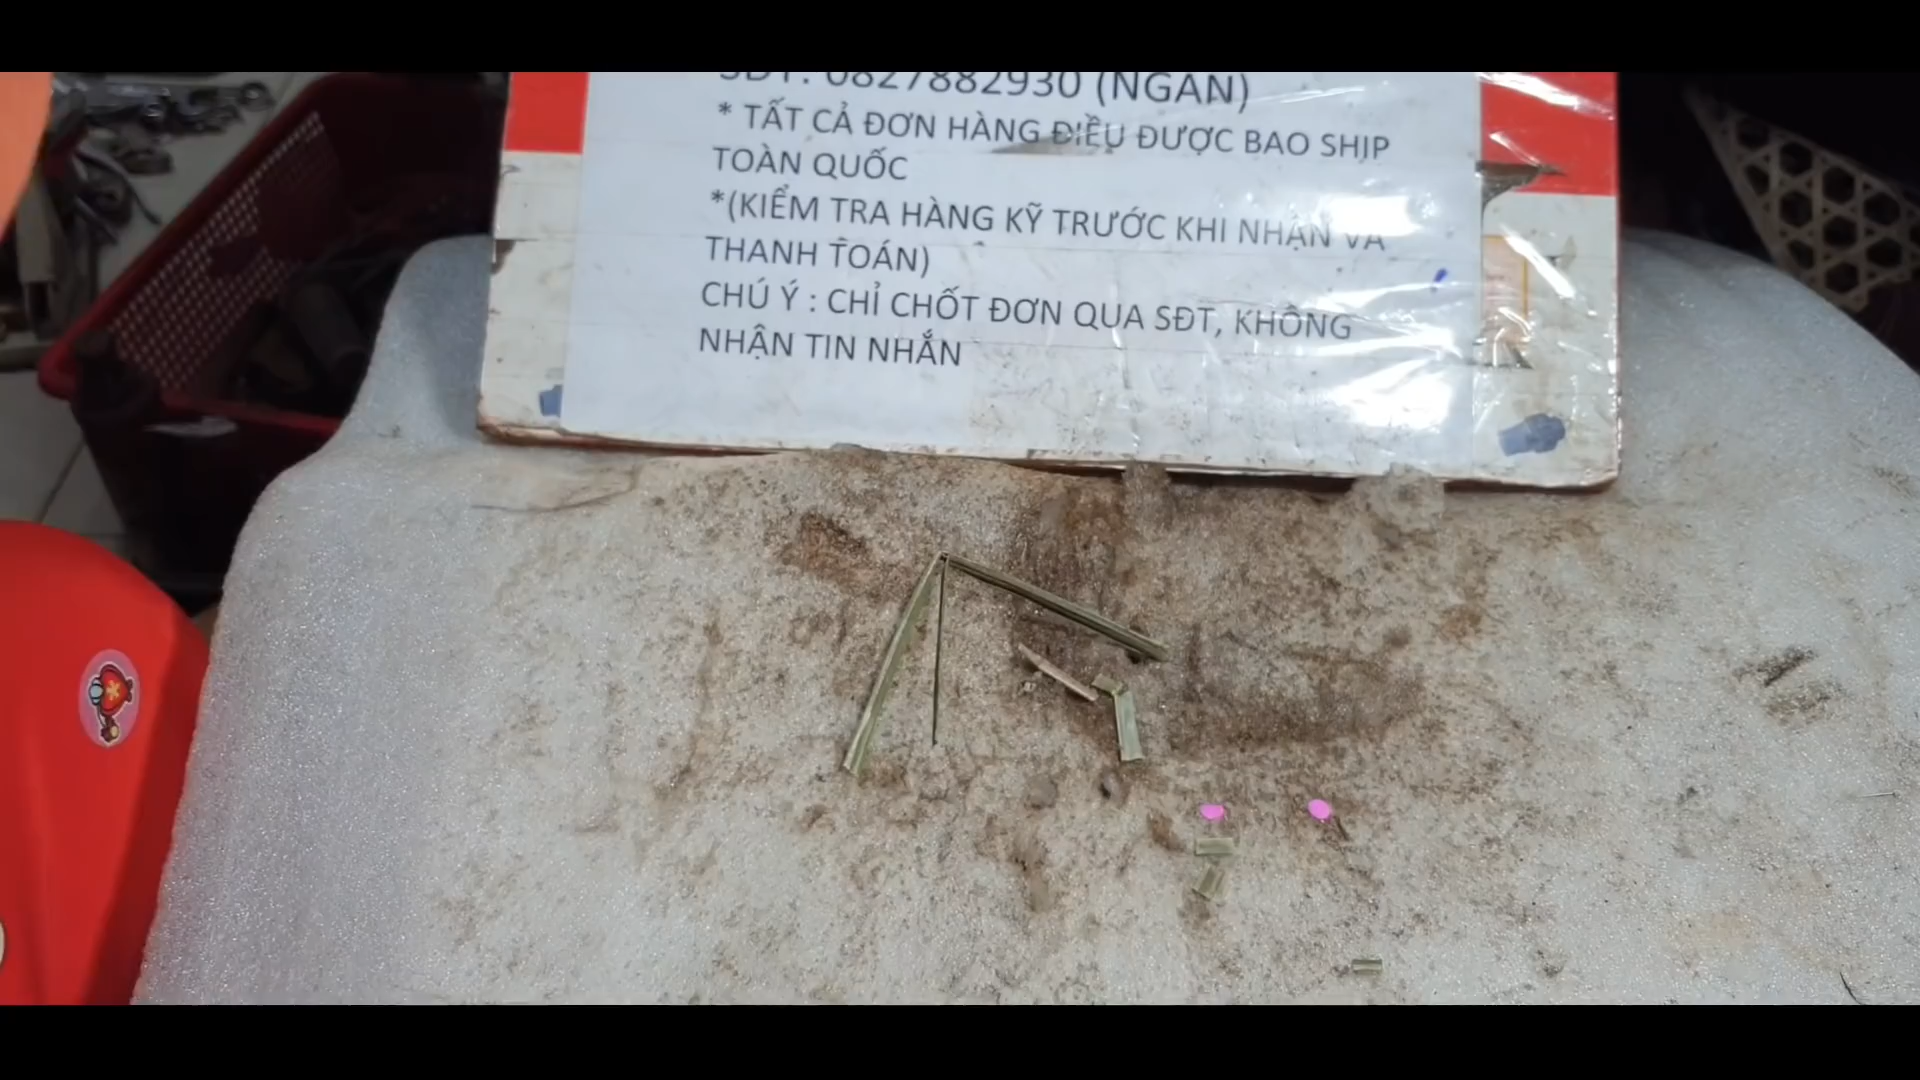 SĐT: 0827882930 (NGÂN)
* TẤT CẢ ĐƠN HÀNG ĐIỀU ĐƯỢC BAO SHIP
TOÀN QUỐC
*(KIỂM TRA HÀNG KỸ TRƯỚC KHI NHẬN VÀ
THANH TOÁN)
CHÚ Ý : CHỈ CHỐT ĐƠN QUA SĐT, KHÔNG
NHẬN TIN NHẮN